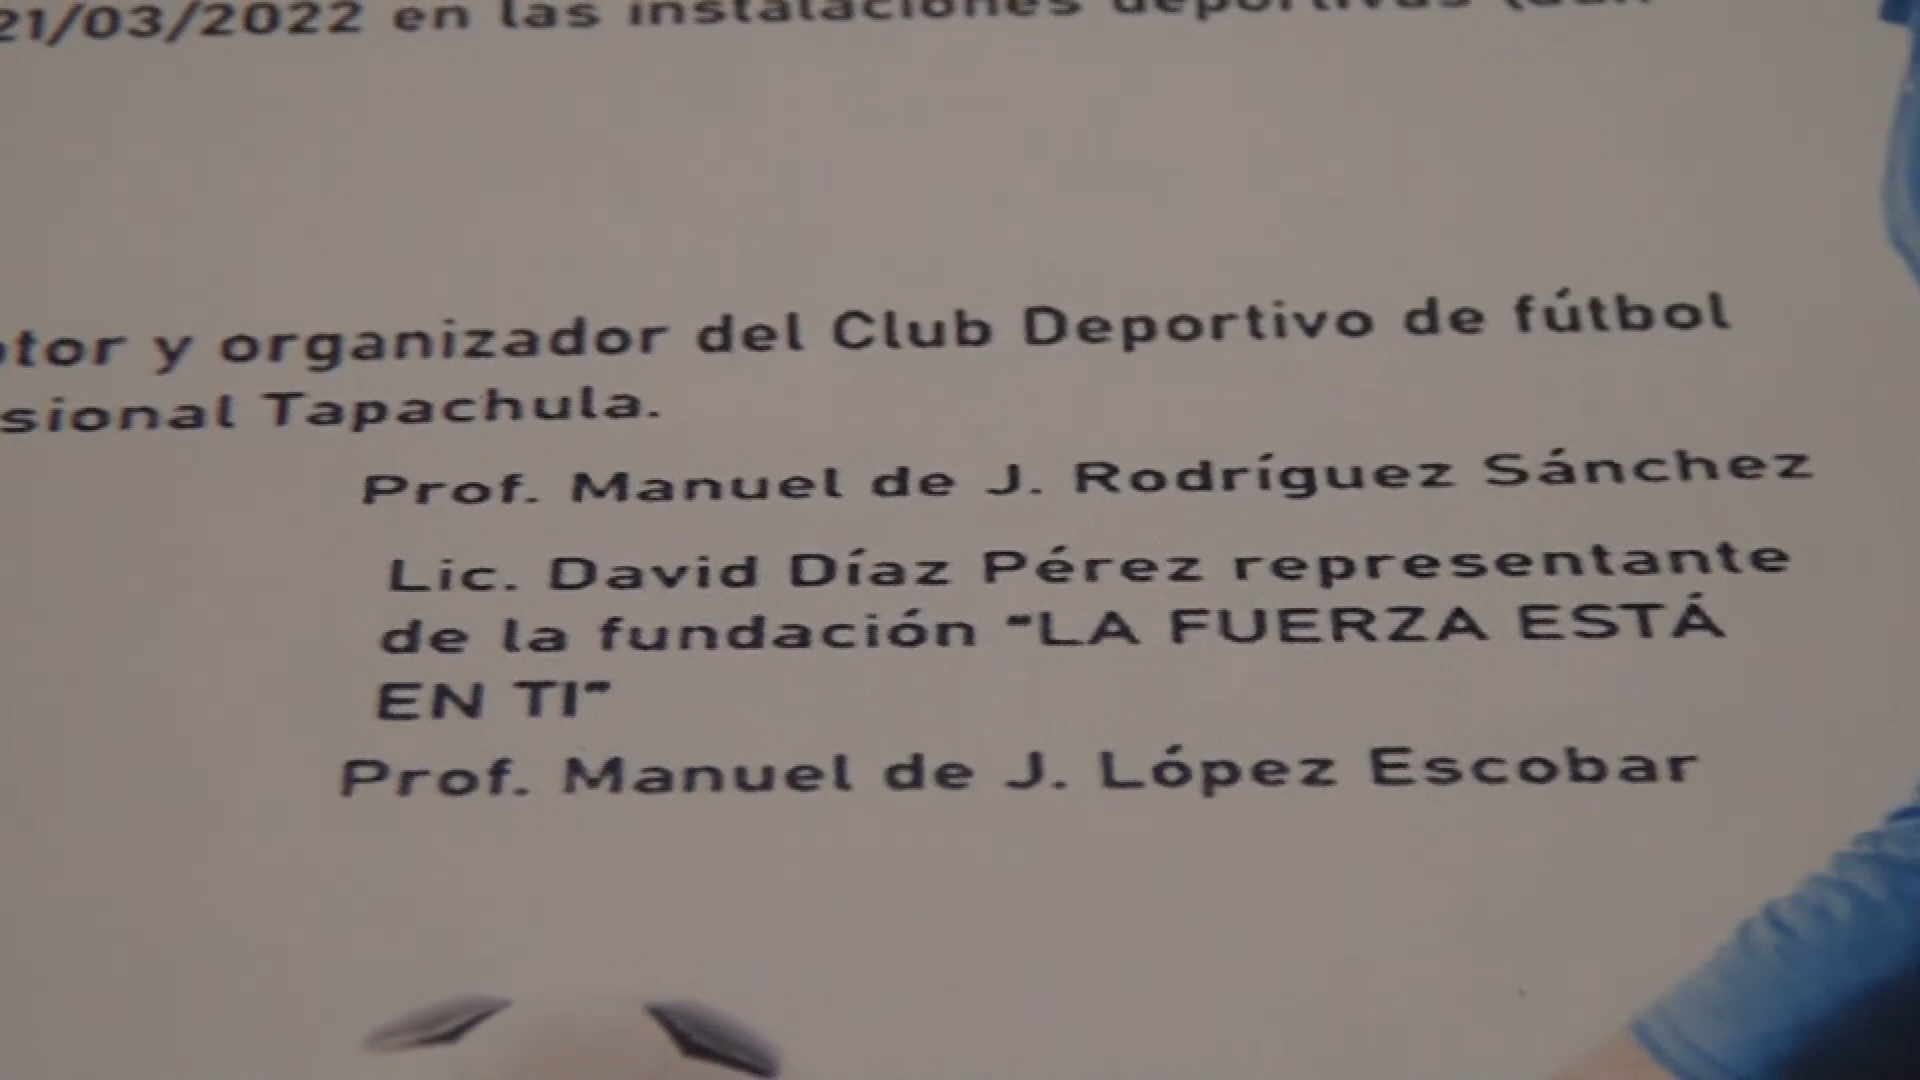 21/03/2022 en las instalaciones deportivas
y organizador del Club Deportivo de fútbol
sional Tapachula.
Prof. Manuel de J. Rodríguez Sánchez
Lic. David Díaz Pérez representante
de la fundación "LA FUERZA ESTÁ
EN TI"
Prof. Manuel de J. López Escobar